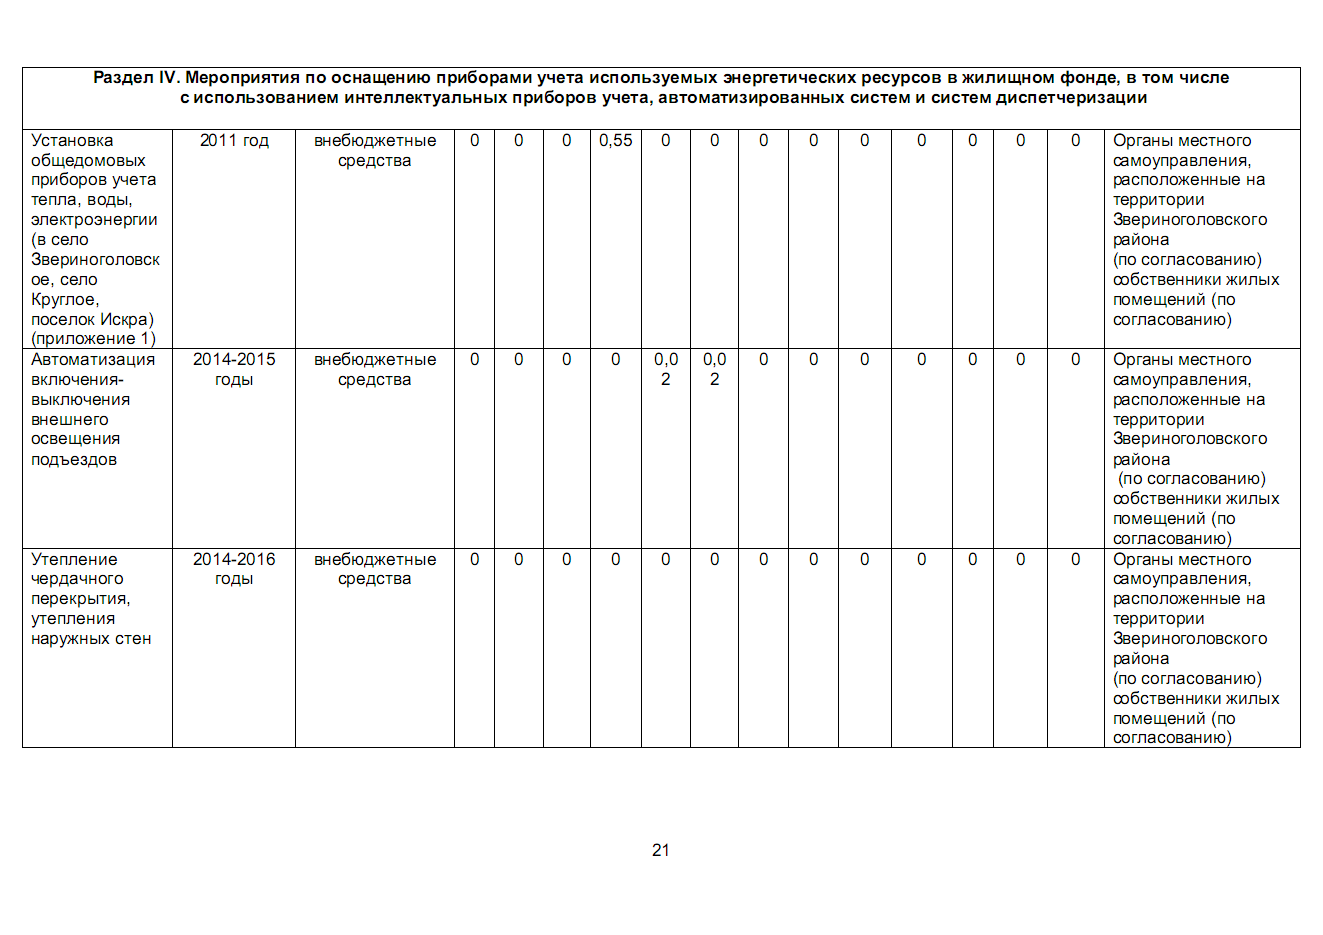 Раздел IV. Мероприятия по оснащению приборами учета используемых энергетических ресурсов в жилищном фонде, в том числе
с использованием интеллектуальных приборов учета, автоматизированных систем и систем диспетчеризации
Установка
общедомовых
приборов учета
тепла, воды,
электроэнергии
(в село
Звериноголовск
ое, село
Круглое,
поселок Искра)
(приложение 1)
2011 год
внебюджетные
средства
0 0 0 0,55 0 0 0 0 0 0 0 0 0
Органы местного
самоуправления,
расположенные на
территории
Звериноголовского
района
(по согласованию)
собственники жилых
помещений (по
согласованию)
Автоматизация
включения-
выключения
внешнего
освещения
подъездов
2014-2015
годы
внебюджетные
средства
0 0 0 0 0,0 0,0 0 0 0 0 0 0 0
2 2
Органы местного
самоуправления,
расположенные на
территории
Звериноголовского
района
(по согласованию)
собственники жилых
помещений (по
согласованию)
Утепление
чердачного
перекрытия,
утепления
наружных стен
2014-2016
годы
внебюджетные
средства
0 0 0 0 0 0 0 0 0 0 0 0 0
Органы местного
самоуправления,
расположенные на
территории
Звериноголовского
района
(по согласованию)
собственники жилых
помещений (по
согласованию)
21